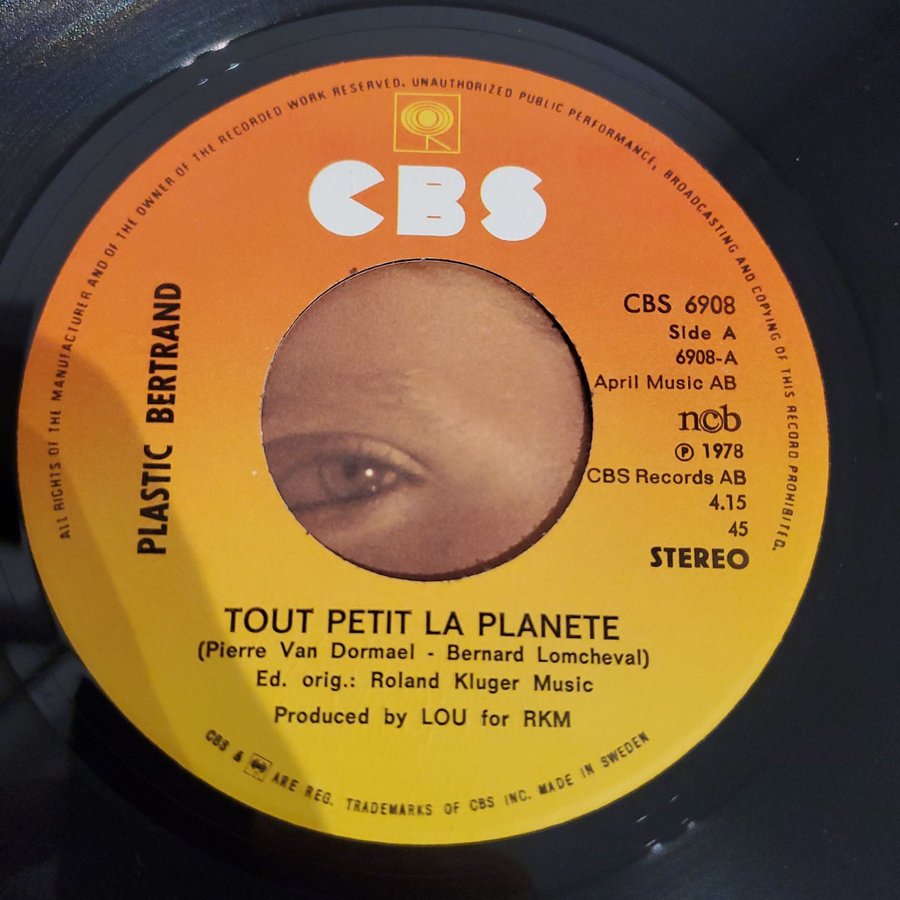 ALL RIGHTS OF THE MANUFACTURER AND OF THE OWNER OF THE RECORDED WORK RESERVED. UNAUTHORIZED PUBLIC PERFORMANCE, BROADCASTING AND COPYING OF THIS RECORD PROHIBITED.
CBS
PLASTIC BERTRAND
CBS 6908
Side A
6908-A
April Music AB
ncb
℗ 1978
CBS Records AB
4.15
45
STEREO
TOUT PETIT LA PLANETE
(Pierre Van Dormael - Bernard Lomcheval)
Ed. orig.: Roland Kluger Music
Produced by LOU for RKM
CBS & ARE REG. TRADEMARKS OF CBS INC. MADE IN SWEDEN